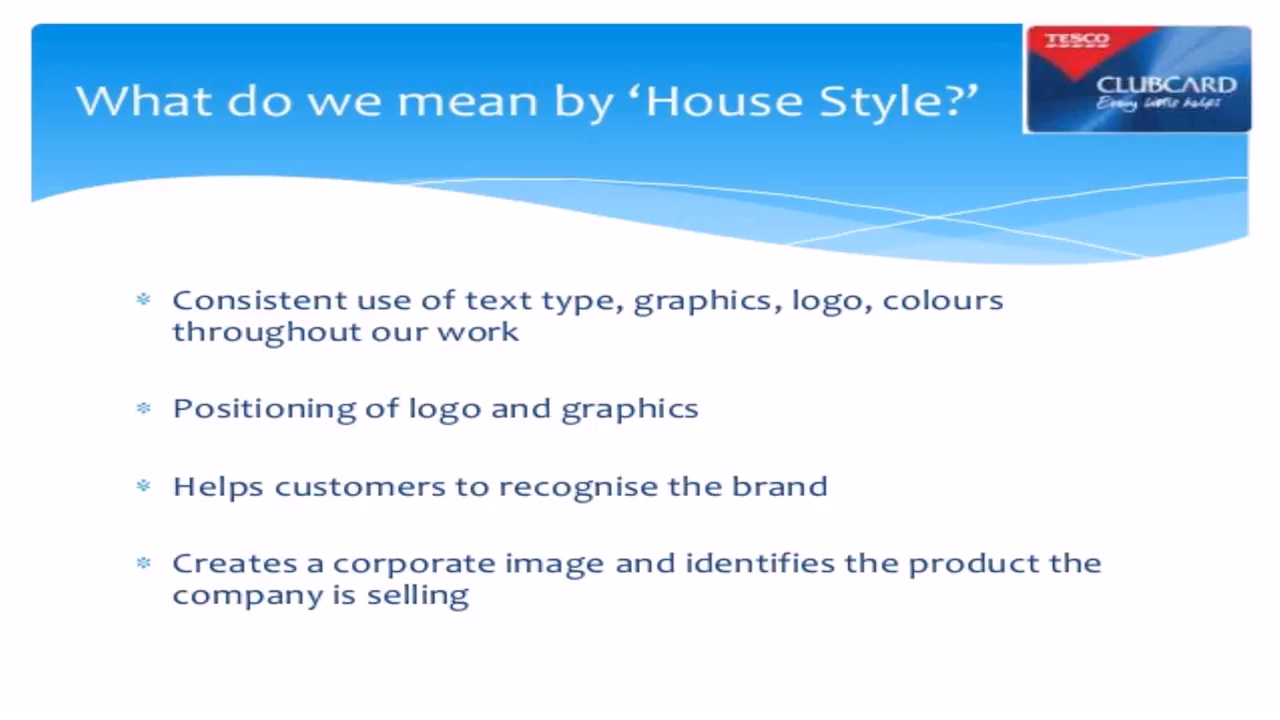 What do we mean by ‘House Style?’
TESCO
CLUBCARD
Every little helps
Consistent use of text type, graphics, logo, colours
throughout our work
Positioning of logo and graphics
Helps customers to recognise the brand
Creates a corporate image and identifies the product the
company is selling